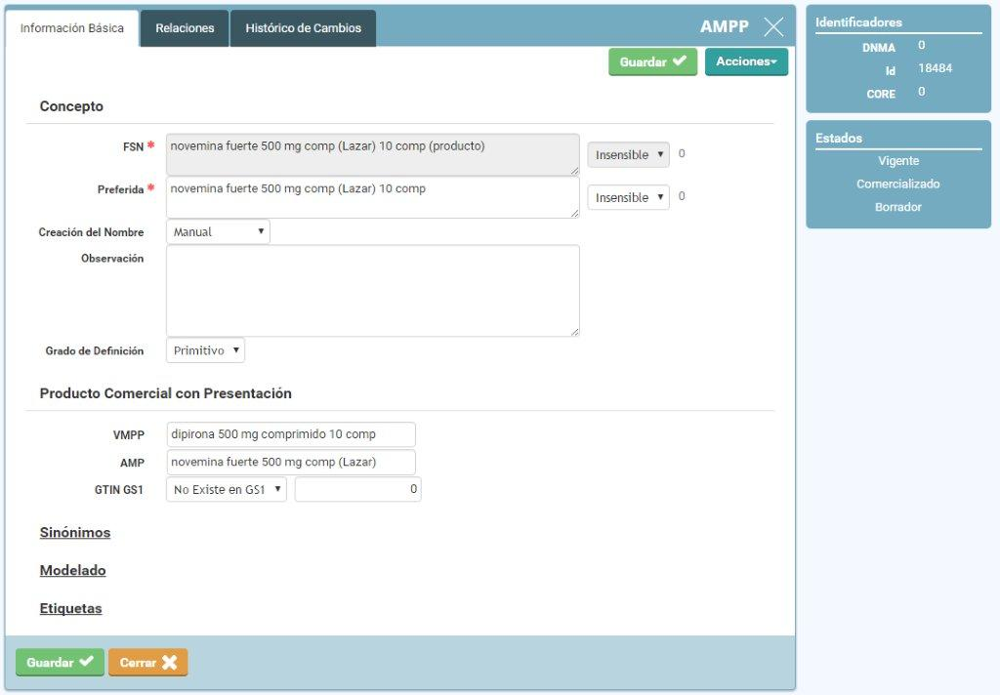 Información Básica
Relaciones
Histórico de Cambios
AMPP
Guardar
Acciones
Concepto
FSN *
novemina fuerte 500 mg comp (Lazar) 10 comp (producto)
Insensible
0
Preferida *
novemina fuerte 500 mg comp (Lazar) 10 comp
Insensible
0
Creación del Nombre
Manual
Observación
Grado de Definición
Primitivo
Producto Comercial con Presentación
VMPP
dipirona 500 mg comprimido 10 comp
AMP
novemina fuerte 500 mg comp (Lazar)
GTIN GS1
No Existe en GS1
0
Sinónimos
Modelado
Etiquetas
Guardar
Cerrar
Identificadores
DNMA 0
Id 18484
CORE 0
Estados
Vigente
Comercializado
Borrador